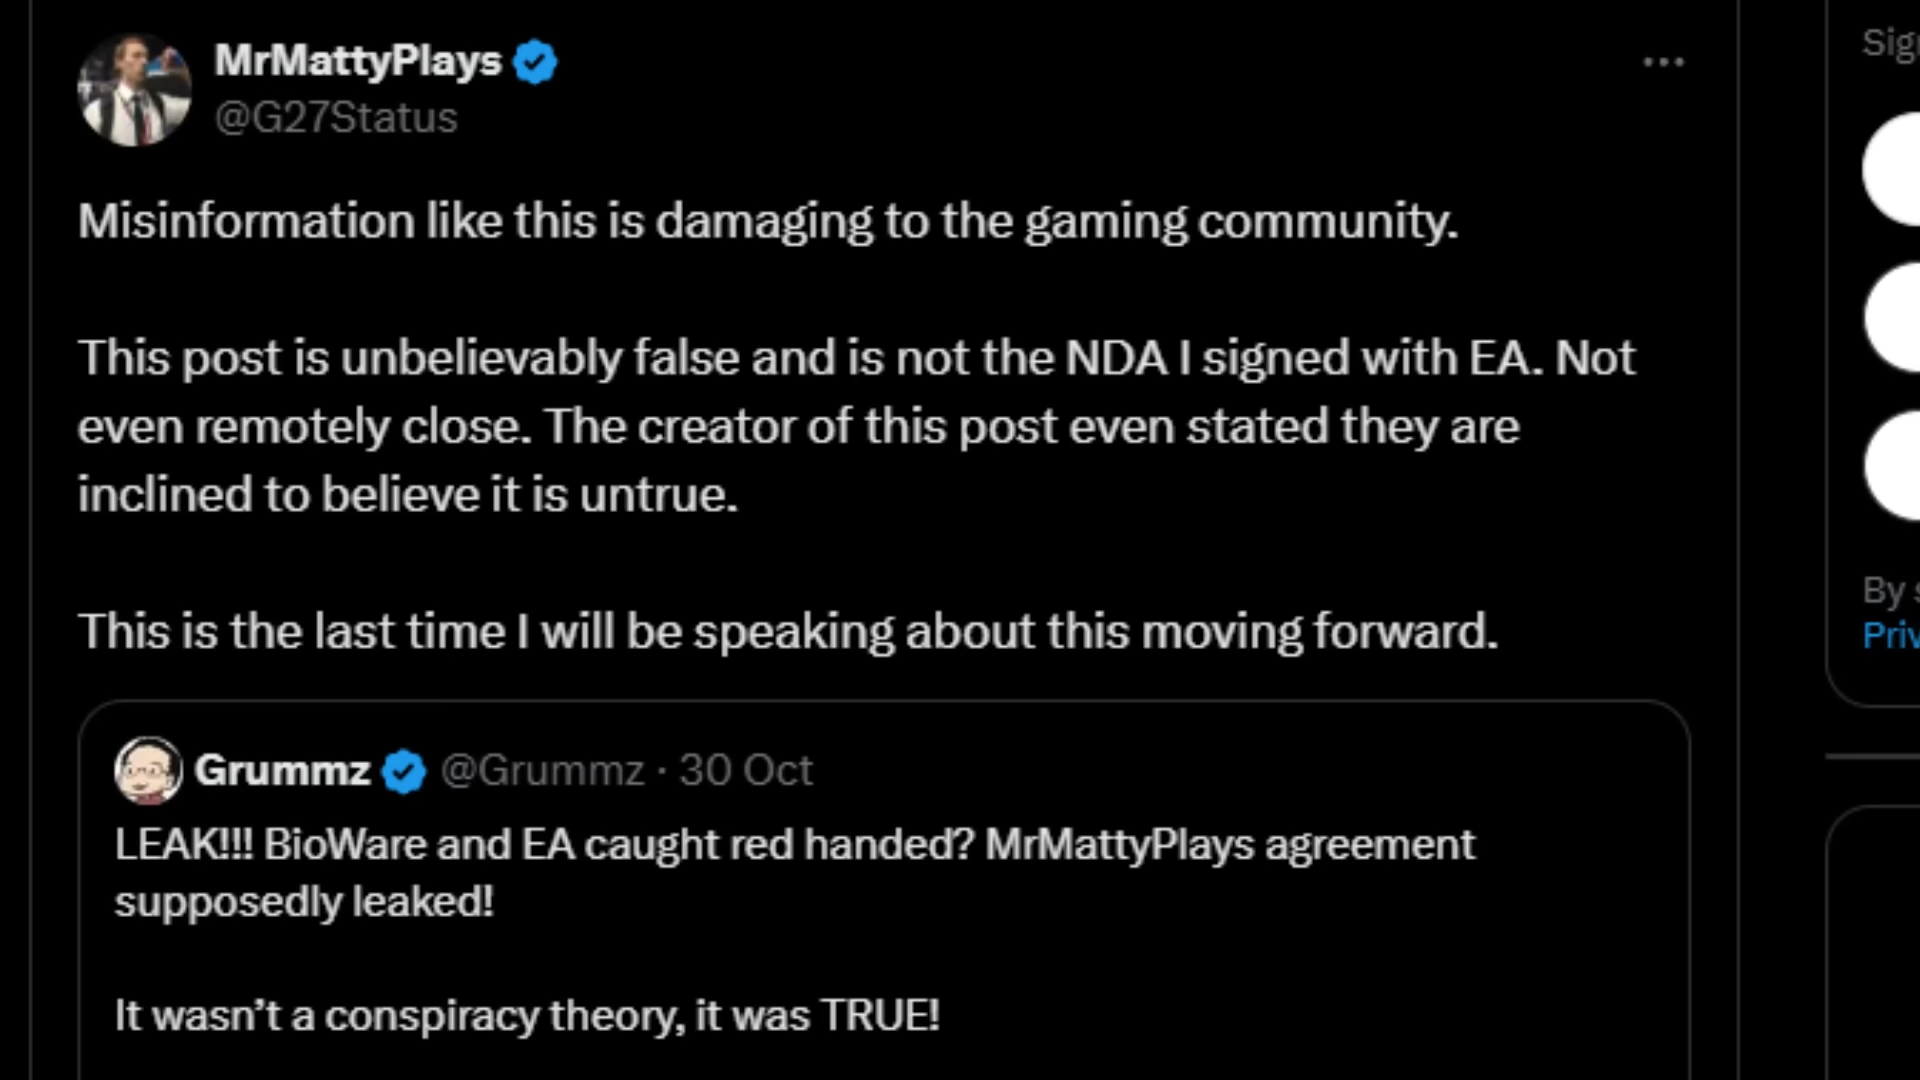 MrMattyPlays
@G27Status
Misinformation like this is damaging to the gaming community.
This post is unbelievably false and is not the NDA I signed with EA. Not
even remotely close. The creator of this post even stated they are
inclined to believe it is untrue.
This is the last time I will be speaking about this moving forward.
Grummz @Grummz · 30 Oct
LEAK!!! BioWare and EA caught red handed? MrMattyPlays agreement
supposedly leaked!
It wasn’t a conspiracy theory, it was TRUE!
By